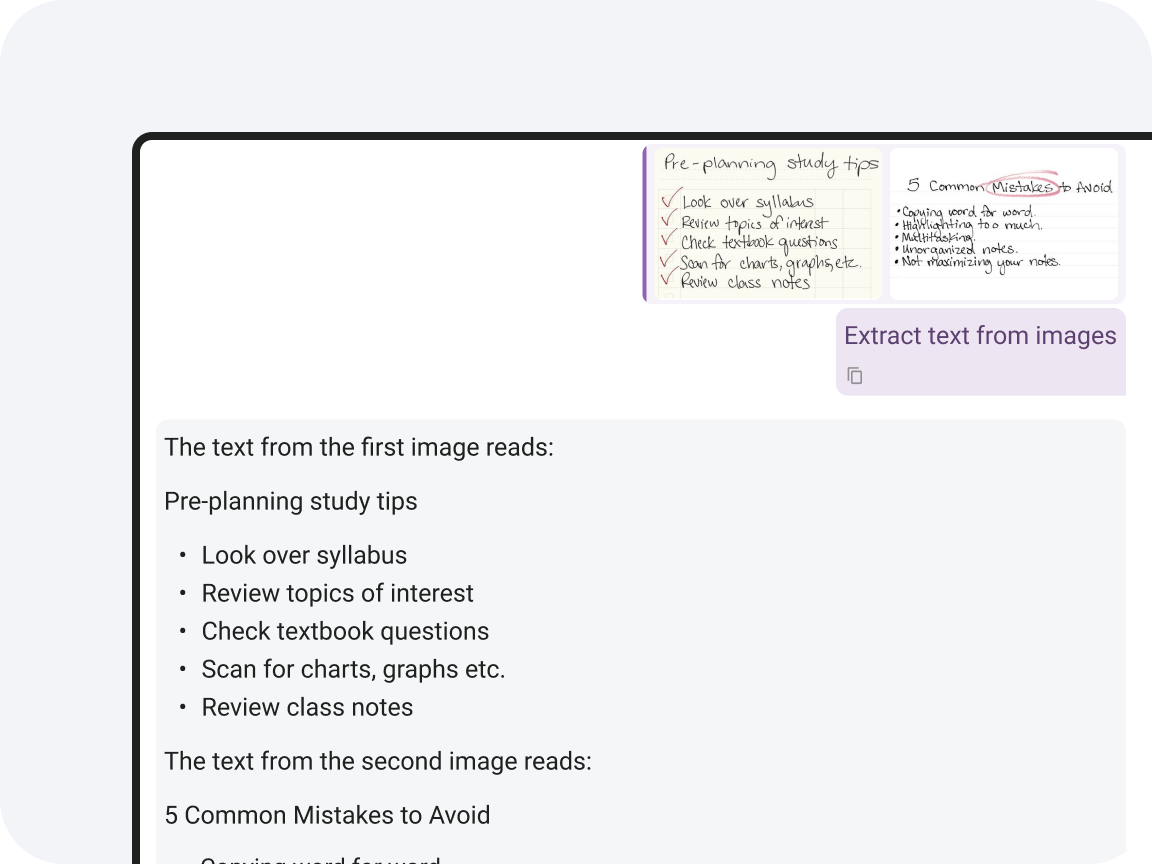 Pre-planning study tips
Look over syllabus
Review topics of interest
Check textbook questions
Scan for charts, graphs, etc.
Review class notes
5 Common Mistakes to Avoid
• Copying word for word.
• Highlighting too much.
• Multitasking.
• Unorganized notes.
• Not maximizing your notes.
Extract text from images
The text from the first image reads:
Pre-planning study tips
• Look over syllabus
• Review topics of interest
• Check textbook questions
• Scan for charts, graphs etc.
• Review class notes
The text from the second image reads:
5 Common Mistakes to Avoid
Copying word for word